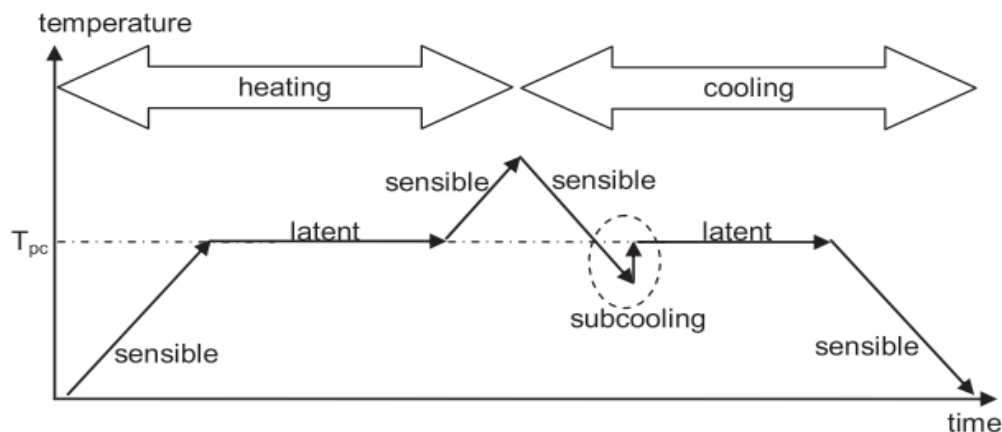 temperature
heating
cooling
sensible
sensible
T_pc
latent
latent
subcooling
sensible
sensible
time